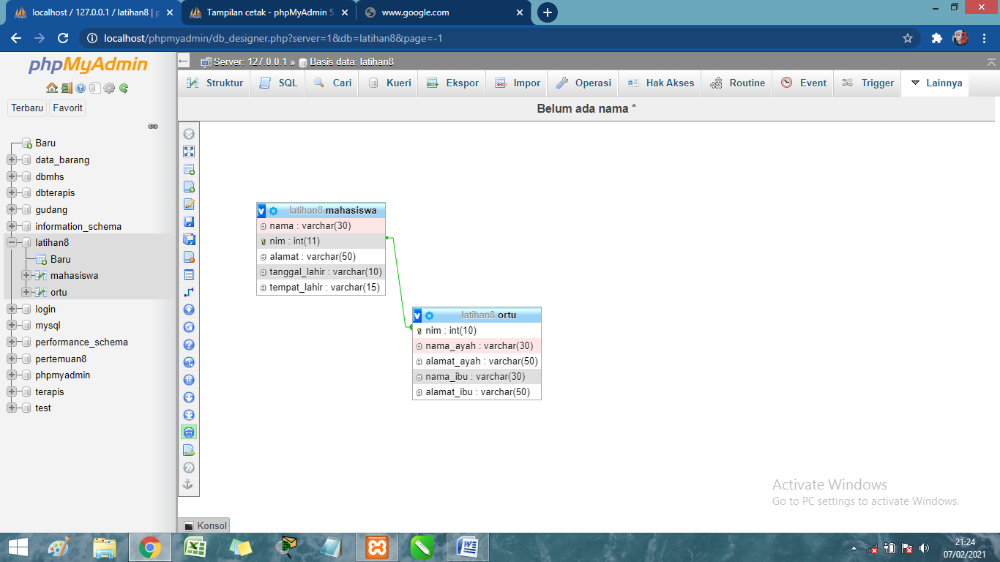 localhost / 127.0.0.1 / latihan8 | p
Tampilan cetak - phpMyAdmin 5.
www.google.com
localhost/phpmyadmin/db_designer.php?server=1&db=latihan8&page=-1
phpMyAdmin
Terbaru Favorit
Baru
data_barang
dbmhs
dbterapis
gudang
information_schema
latihan8
Baru
mahasiswa
ortu
login
mysql
performance_schema
pertemuan8
phpmyadmin
terapis
test
Server: 127.0.0.1 » Basis data: latihan8
Struktur SQL Cari Kueri Ekspor Impor Operasi Hak Akses Routine Event Trigger Lainnya
Belum ada nama *
v latihan8 mahasiswa
nama : varchar(30)
nim : int(11)
alamat : varchar(50)
tanggal_lahir : varchar(10)
tempat_lahir : varchar(15)
v latihan8 ortu
nim : int(10)
nama_ayah : varchar(30)
alamat_ayah : varchar(50)
nama_ibu : varchar(30)
alamat_ibu : varchar(50)
Activate Windows
Go to PC settings to activate Windows.
Konsol
21:24
07/02/2021